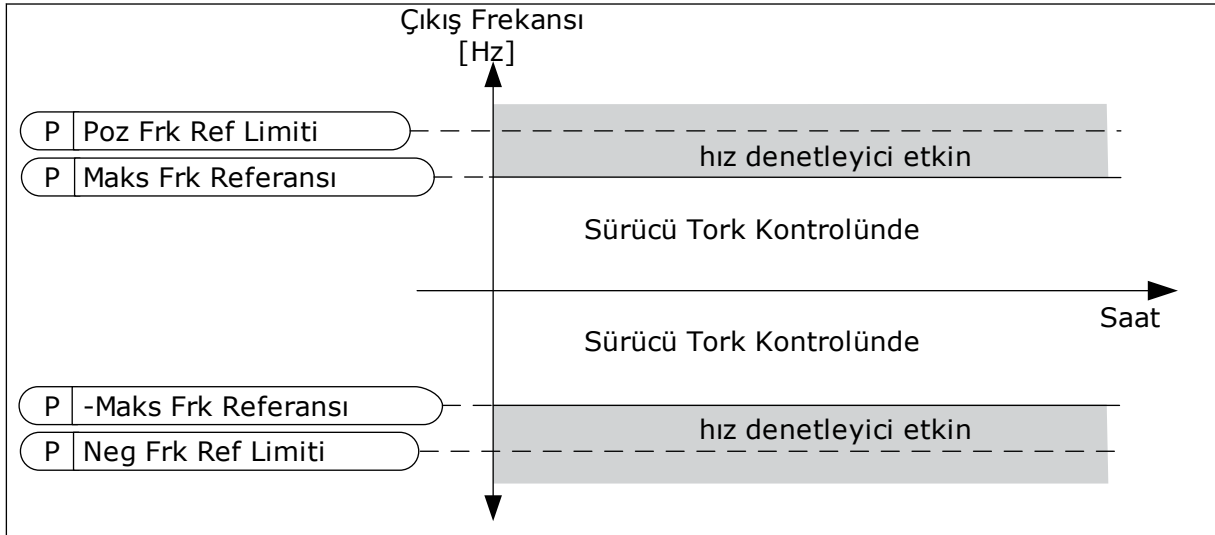 Çıkış Frekansı
[Hz]
P Poz Frk Ref Limiti
hız denetleyici etkin
P Maks Frk Referansı
Sürücü Tork Kontrolünde
Saat
Sürücü Tork Kontrolünde
P -Maks Frk Referansı
hız denetleyici etkin
P Neg Frk Ref Limiti